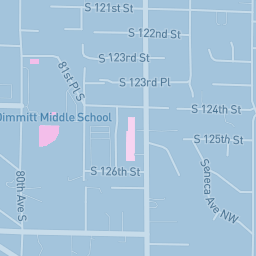 S 121st St
S 122nd St
S 123rd St
81st Pl S
S 123rd Pl
S 124th St
Dimmitt Middle School
S 125th St
S 126th St
80th Ave S
Seneca Ave NW